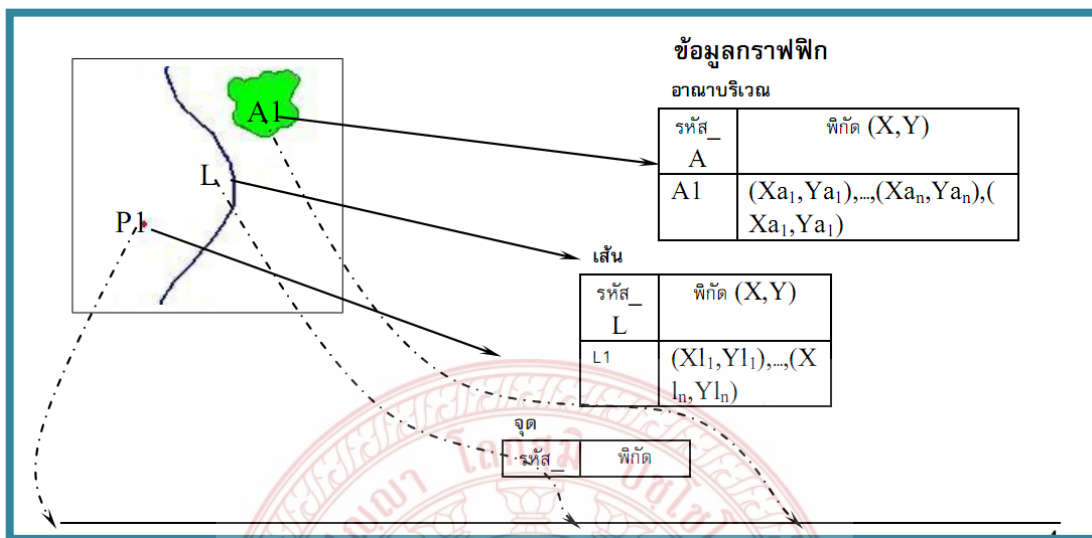 ข้อมูลกราฟฟิก
อาณาบริเวณ
รหัส_
A
พิกัด (X,Y)
A1
(Xa₁,Ya₁),...,(Xaₙ,Yaₙ),(
Xa₁,Ya₁)
A1
L
P1
เส้น
รหัส_
L
พิกัด (X,Y)
L1
(Xl₁,Yl₁),...,(X
lₙ,Ylₙ)
จุด
รหัส_
พิกัด